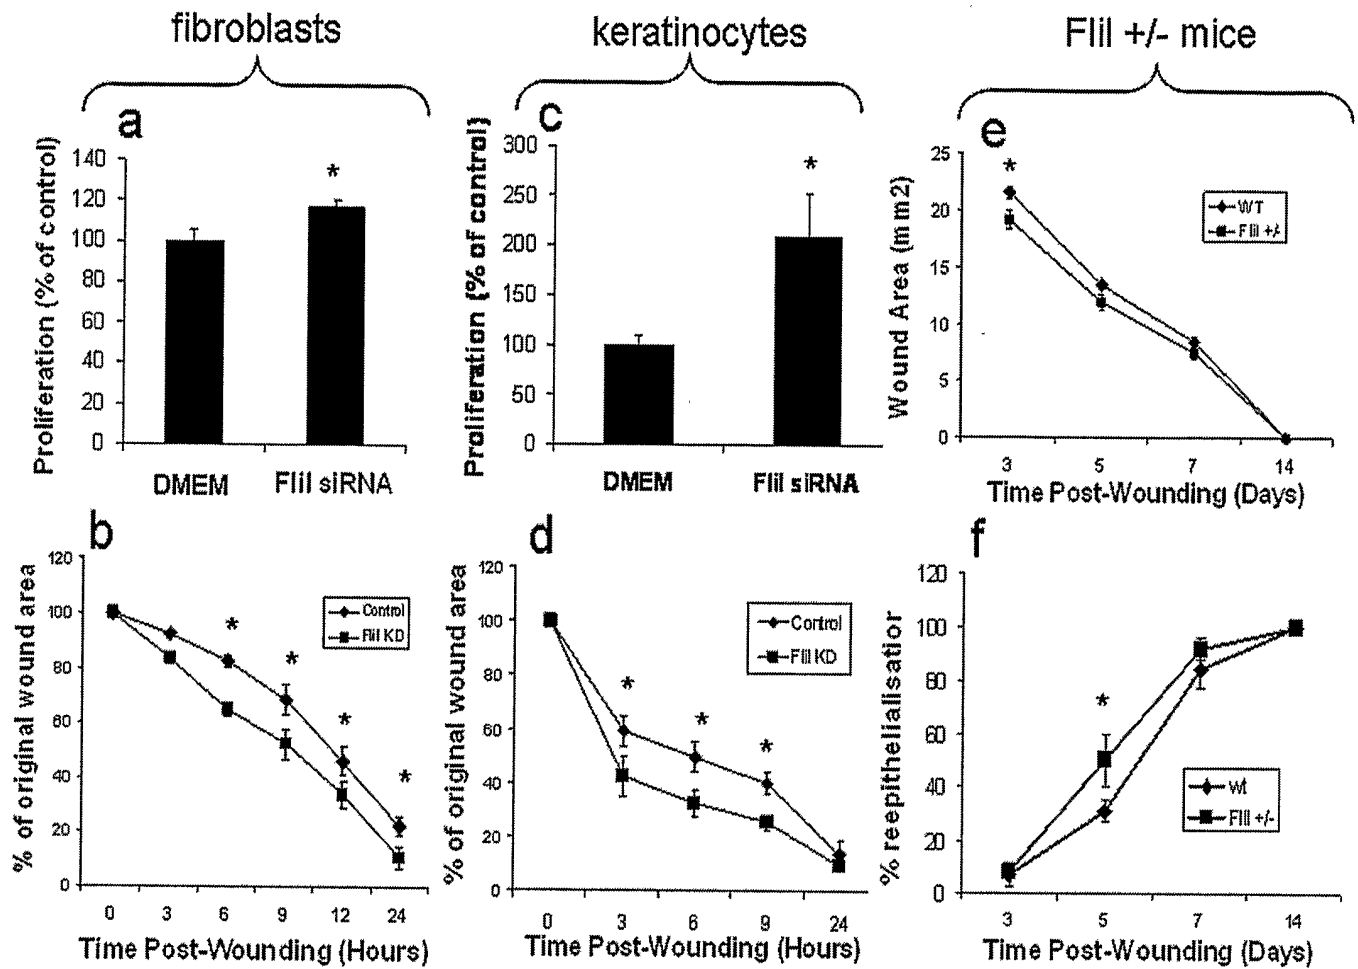 fibroblasts
keratinocytes
Flil +/- mice
a
Proliferation (% of control)
140
120
100
80
60
40
20
0
*
DMEM
Flil siRNA
c
Proliferation (% of control)
300
250
200
150
100
50
0
*
DMEM
Flil siRNA
e
Wound Area (mm2)
25
20
15
10
5
0
*
WT
Flil +/-
3
5
7
14
Time Post-Wounding (Days)
b
% of original wound area
120
100
80
60
40
20
0
*
*
*
*
Control
Flil KD
0
3
6
9
12
24
Time Post-Wounding (Hours)
d
% of original wound area
120
100
80
60
40
20
0
*
*
*
Control
Flil KD
0
3
6
9
24
Time Post-Wounding (Hours)
f
% reepithelialisation
120
100
80
60
40
20
0
*
wt
Flil +/-
3
5
7
14
Time Post-Wounding (Days)